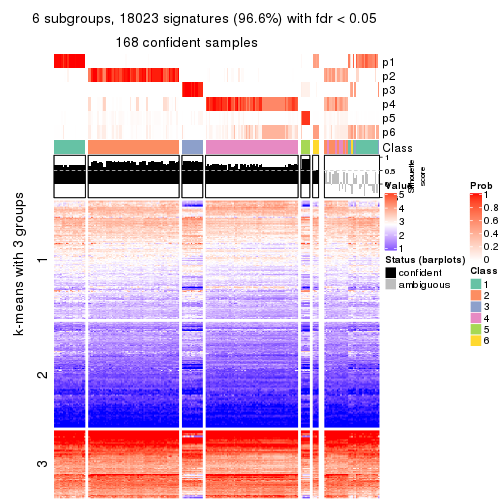 6 subgroups, 18023 signatures (96.6%) with fdr < 0.05
168 confident samples
p1
p2
p3
p4
p5
p6
Class
1
0.5
0
Silhouette
score
k-means with 3 groups
1
2
3
Value
5
4
3
2
1
Status (barplots)
confident
ambiguous
Prob
1
0.8
0.6
0.4
0.2
0
Class
1
2
3
4
5
6